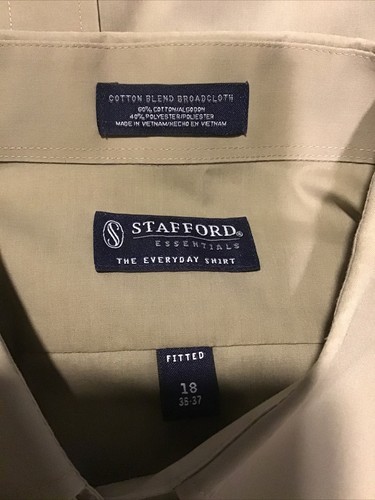 COTTON BLEND BROADCLOTH
60% COTTON/ALGODON
40% POLYESTER/POLIESTER
MADE IN VIETNAM/HECHO EN VIETNAM
STAFFORD®
ESSENTIALS
THE EVERYDAY SHIRT
FITTED
18
35-37